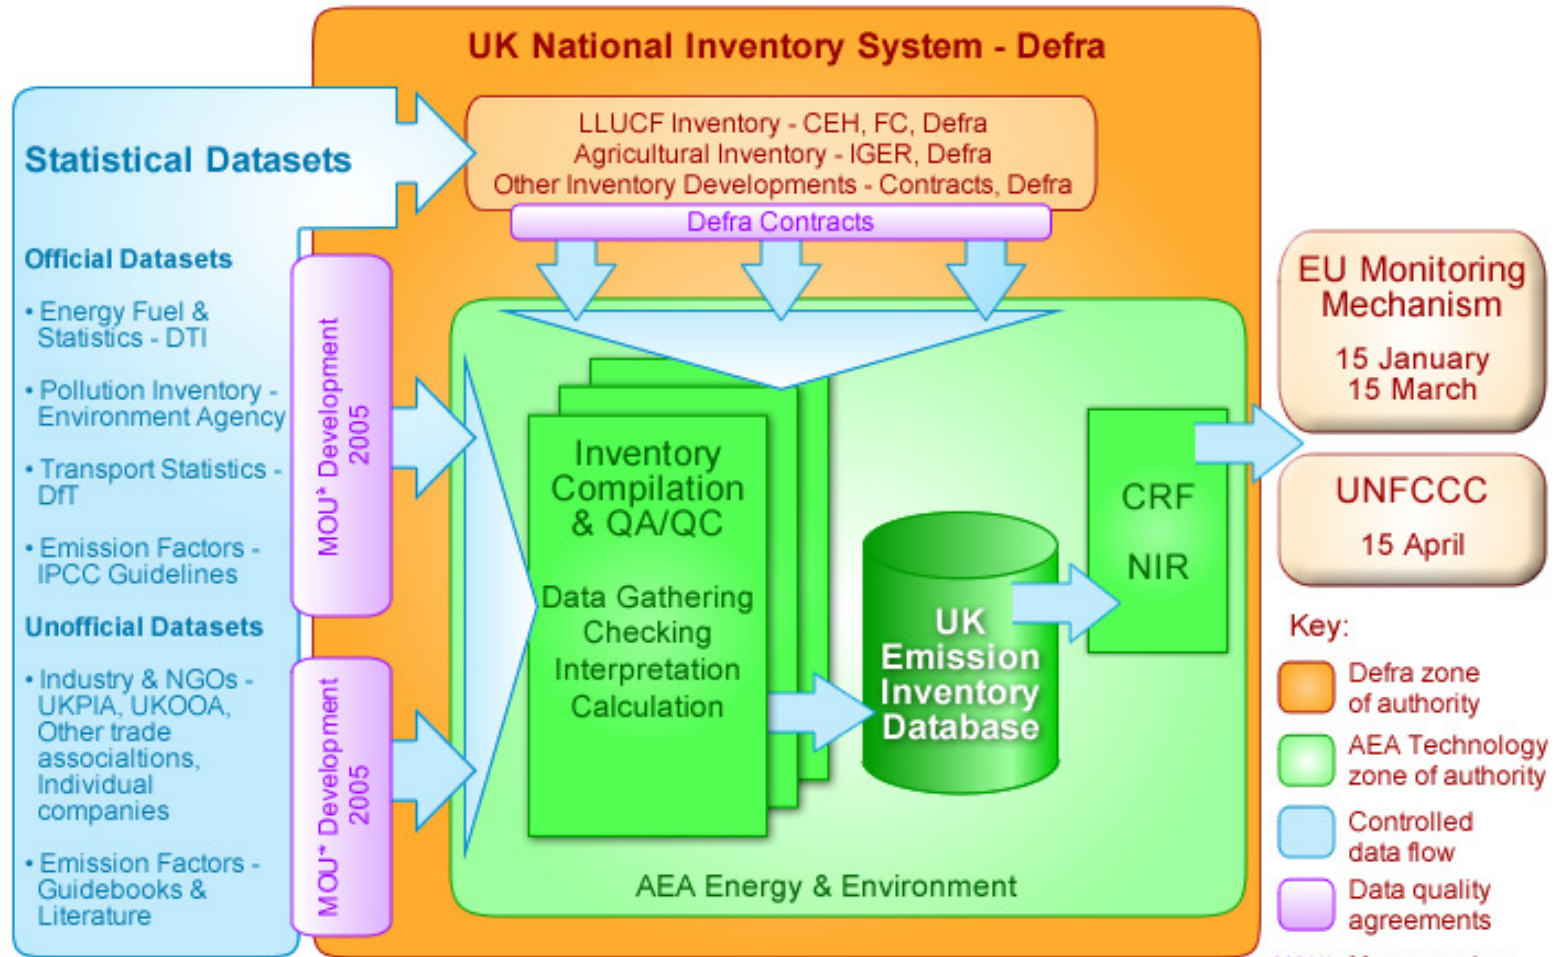 UK National Inventory System - Defra
Statistical Datasets
LLUCF Inventory - CEH, FC, Defra
Agricultural Inventory - IGER, Defra
Other Inventory Developments - Contracts, Defra
Defra Contracts
Official Datasets
• Energy Fuel &
Statistics - DTI
• Pollution Inventory -
Environment Agency
• Transport Statistics -
DfT
• Emission Factors -
IPCC Guidelines
Unofficial Datasets
• Industry & NGOs -
UKPIA, UKOOA,
Other trade
associaltions,
Individual
companies
• Emission Factors -
Guidebooks &
Literature
MOU* Development
2005
MOU* Development
2005
Inventory
Compilation
& QA/QC
Data Gathering
Checking
Interpretation
Calculation
UK
Emission
Inventory
Database
CRF
NIR
AEA Energy & Environment
EU Monitoring
Mechanism
15 January
15 March
UNFCCC
15 April
Key:
Defra zone
of authority
AEA Technology
zone of authority
Controlled
data flow
Data quality
agreements